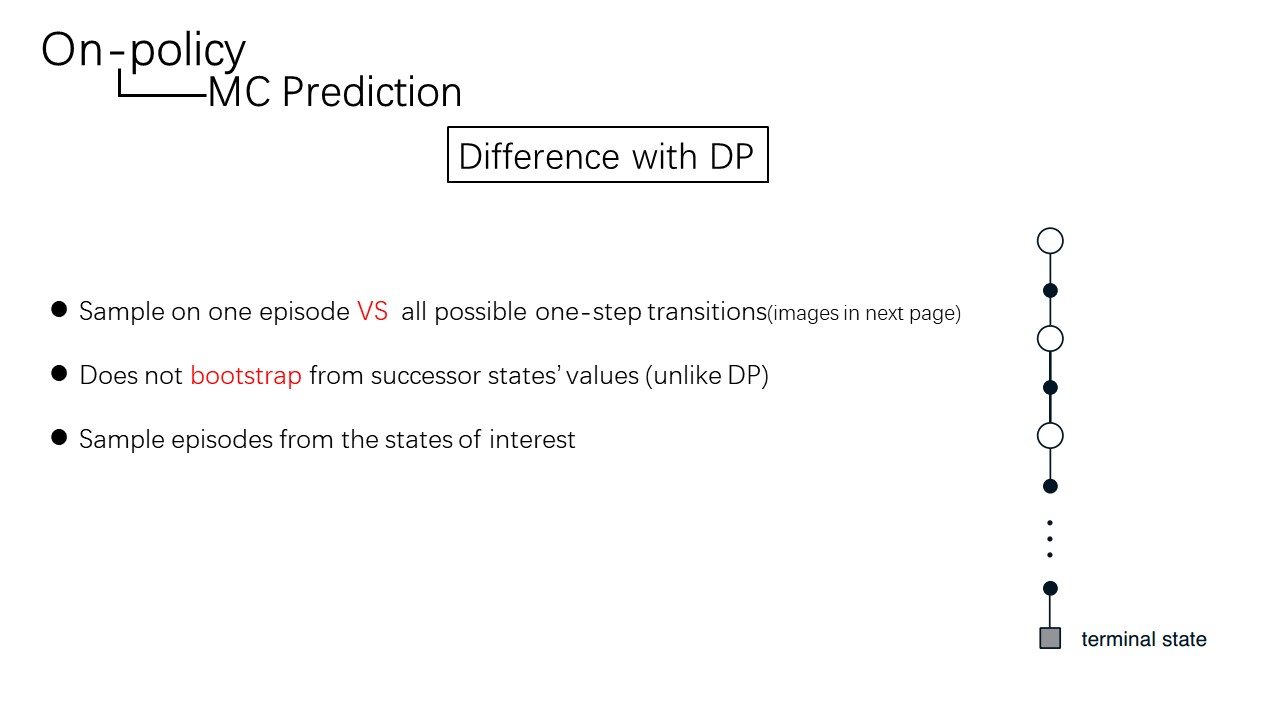 On-policy
MC Prediction
Difference with DP
● Sample on one episode VS all possible one-step transitions(images in next page)
● Does not bootstrap from successor states’ values (unlike DP)
● Sample episodes from the states of interest
terminal state